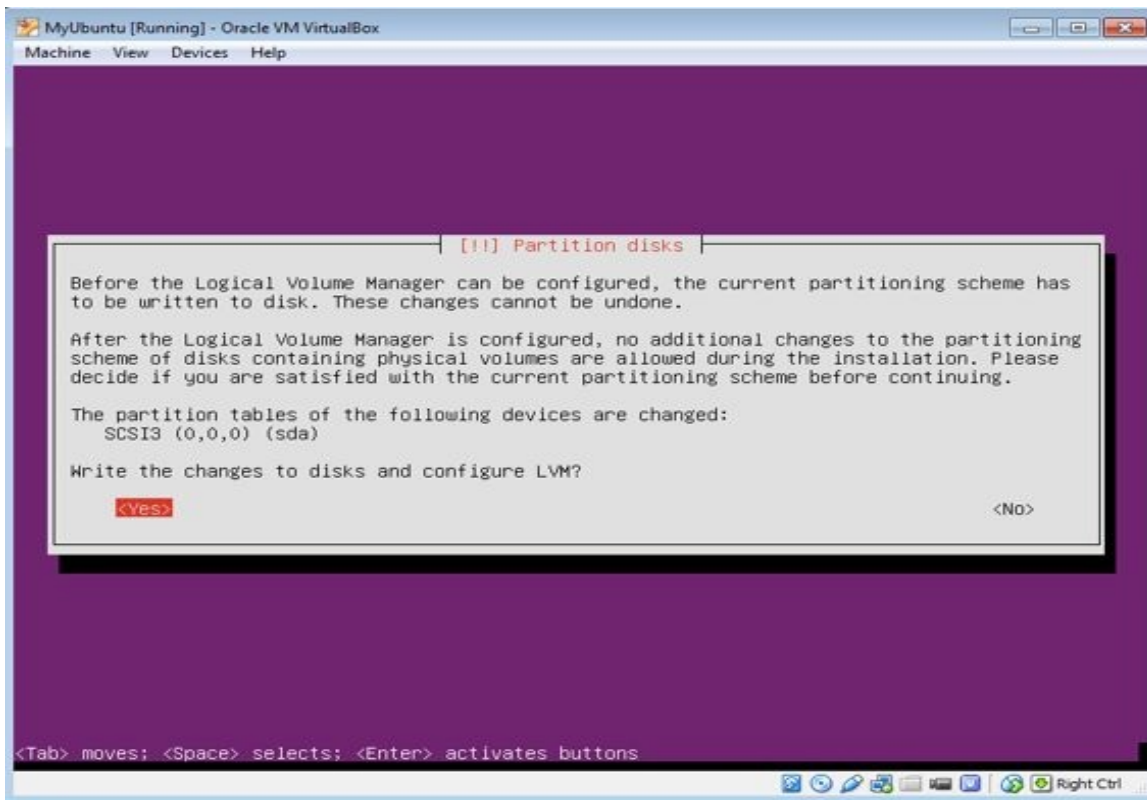 MyUbuntu [Running] - Oracle VM VirtualBox
Machine View Devices Help
[!!] Partition disks
Before the Logical Volume Manager can be configured, the current partitioning scheme has
to be written to disk. These changes cannot be undone.
After the Logical Volume Manager is configured, no additional changes to the partitioning
scheme of disks containing physical volumes are allowed during the installation. Please
decide if you are satisfied with the current partitioning scheme before continuing.
The partition tables of the following devices are changed:
SCSI3 (0,0,0) (sda)
Write the changes to disks and configure LVM?
<Yes> <No>
<Tab> moves; <Space> selects; <Enter> activates buttons
Right Ctrl